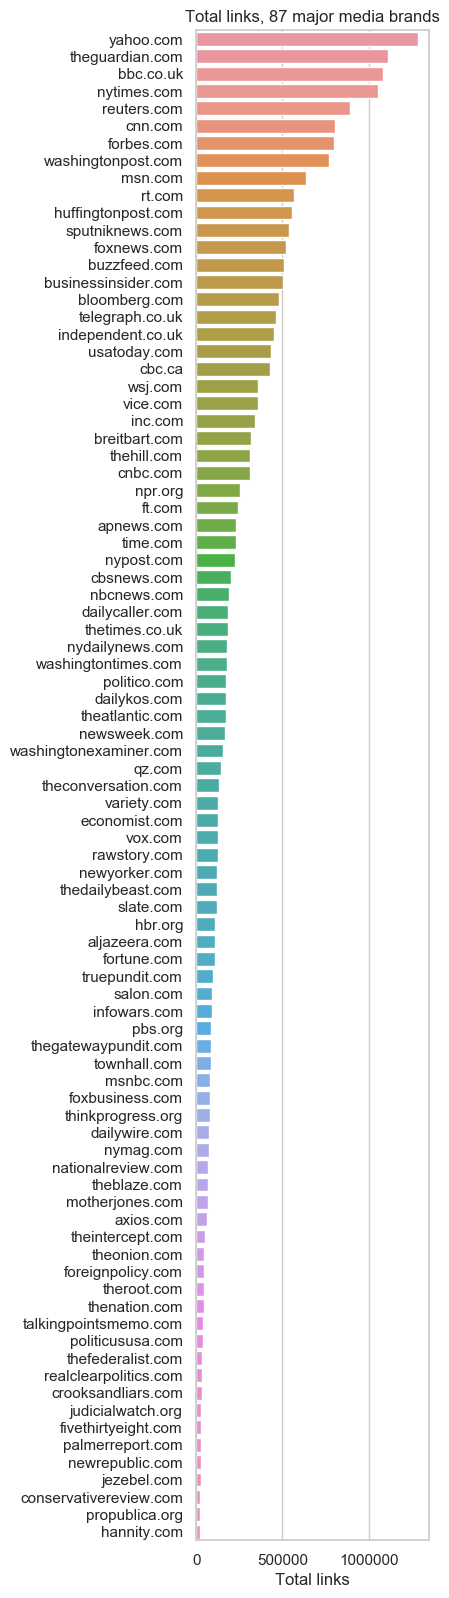 Total links, 87 major media brands
yahoo.com
theguardian.com
bbc.co.uk
nytimes.com
reuters.com
cnn.com
forbes.com
washingtonpost.com
msn.com
rt.com
huffingtonpost.com
sputniknews.com
foxnews.com
buzzfeed.com
businessinsider.com
bloomberg.com
telegraph.co.uk
independent.co.uk
usatoday.com
cbc.ca
wsj.com
vice.com
inc.com
breitbart.com
thehill.com
cnbc.com
npr.org
ft.com
apnews.com
time.com
nypost.com
cbsnews.com
nbcnews.com
dailycaller.com
thetimes.co.uk
nydailynews.com
washingtontimes.com
politico.com
dailykos.com
theatlantic.com
newsweek.com
washingtonexaminer.com
qz.com
theconversation.com
variety.com
economist.com
vox.com
rawstory.com
newyorker.com
thedailybeast.com
slate.com
hbr.org
aljazeera.com
fortune.com
truepundit.com
salon.com
infowars.com
pbs.org
thegatewaypundit.com
townhall.com
msnbc.com
foxbusiness.com
thinkprogress.org
dailywire.com
nymag.com
nationalreview.com
theblaze.com
motherjones.com
axios.com
theintercept.com
theonion.com
foreignpolicy.com
theroot.com
thenation.com
talkingpointsmemo.com
politicususa.com
thefederalist.com
realclearpolitics.com
crooksandliars.com
judicialwatch.org
fivethirtyeight.com
palmerreport.com
newrepublic.com
jezebel.com
conservativereview.com
propublica.org
hannity.com
0 500000 1000000
Total links